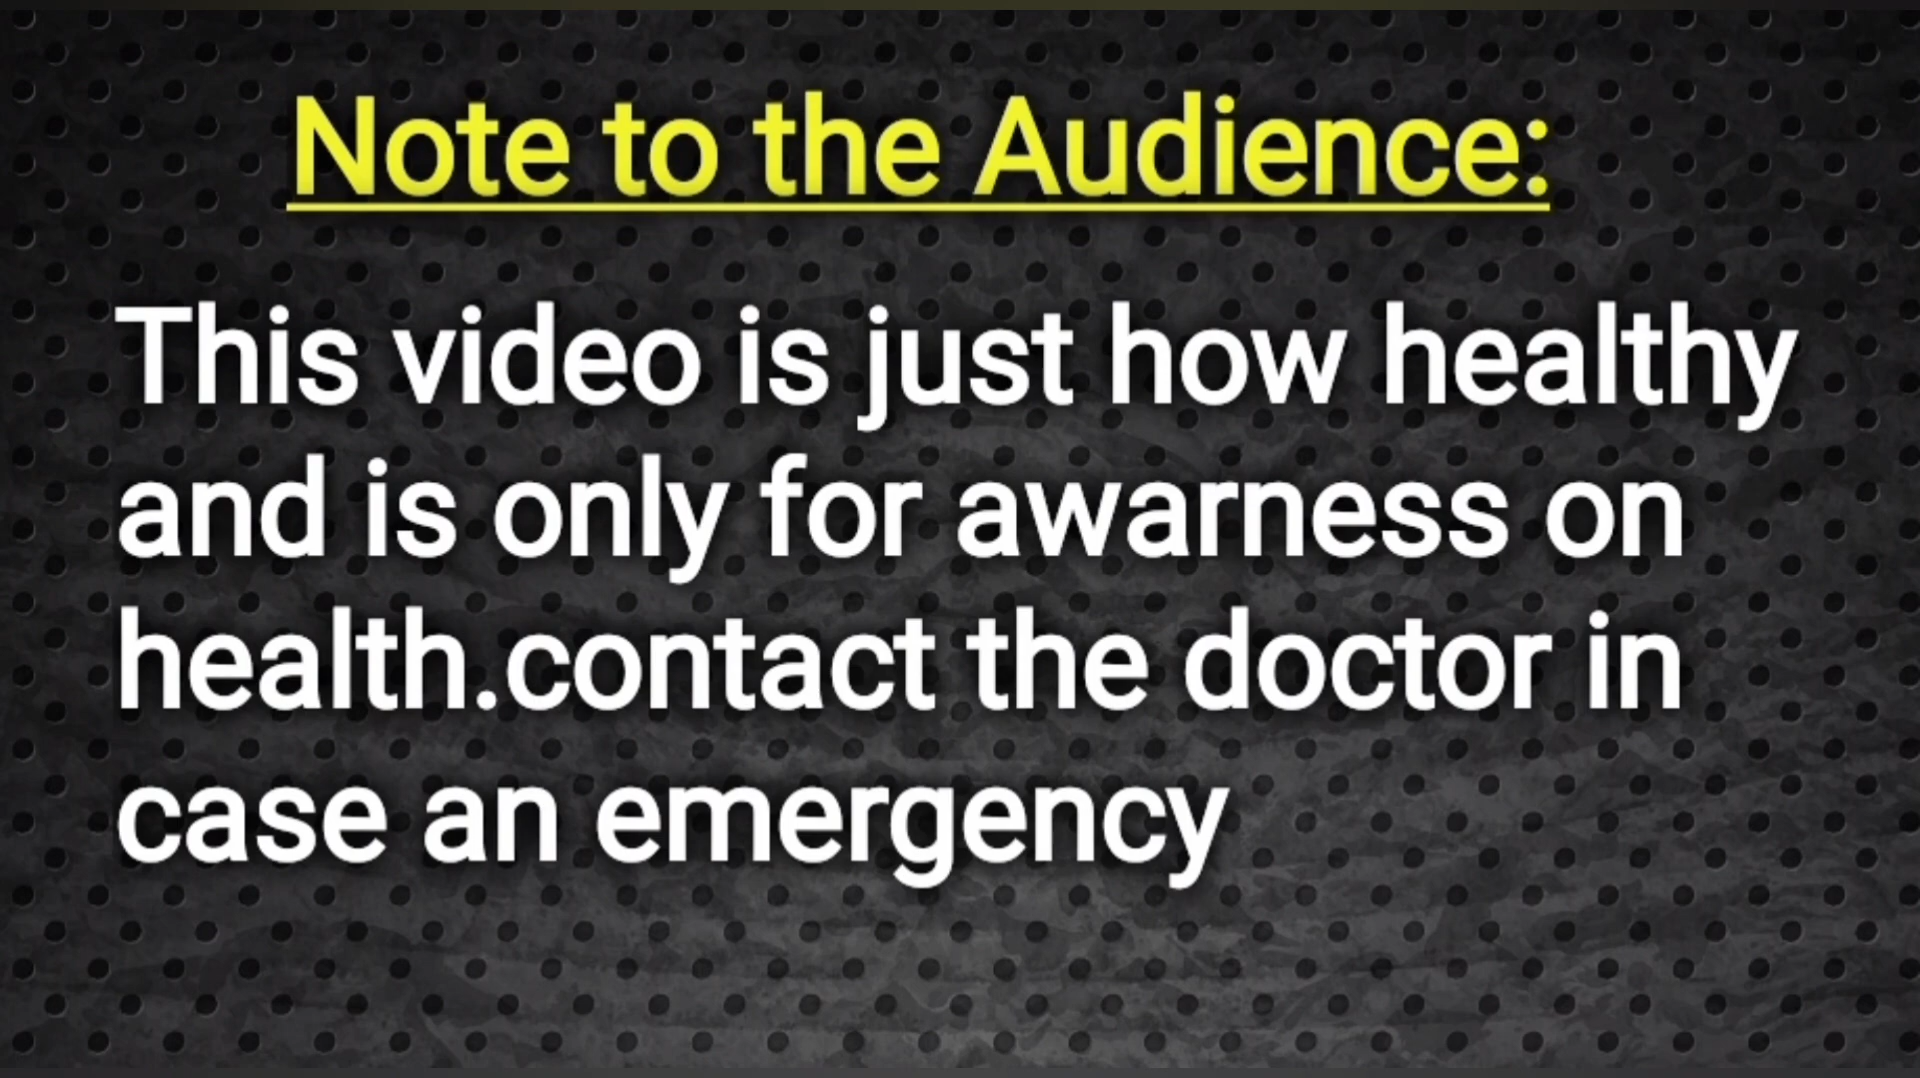 Note to the Audience:
This video is just how healthy
and is only for awarness on
health.contact the doctor in
case an emergency